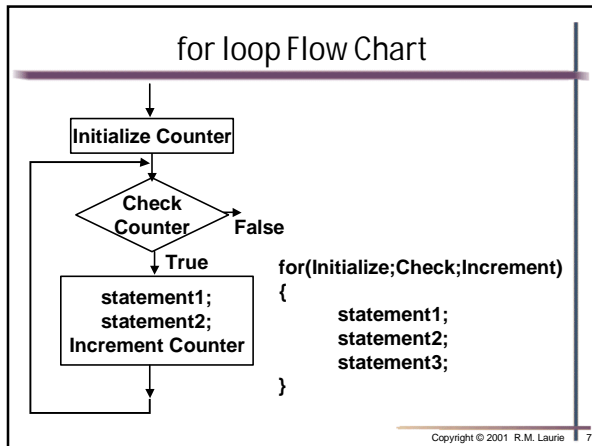 for loop Flow Chart
Initialize Counter
Check
Counter
False
True
statement1;
statement2;
Increment Counter
for(Initialize;Check;Increment)
{
statement1;
statement2;
statement3;
}
Copyright © 2001 R.M. Laurie 7